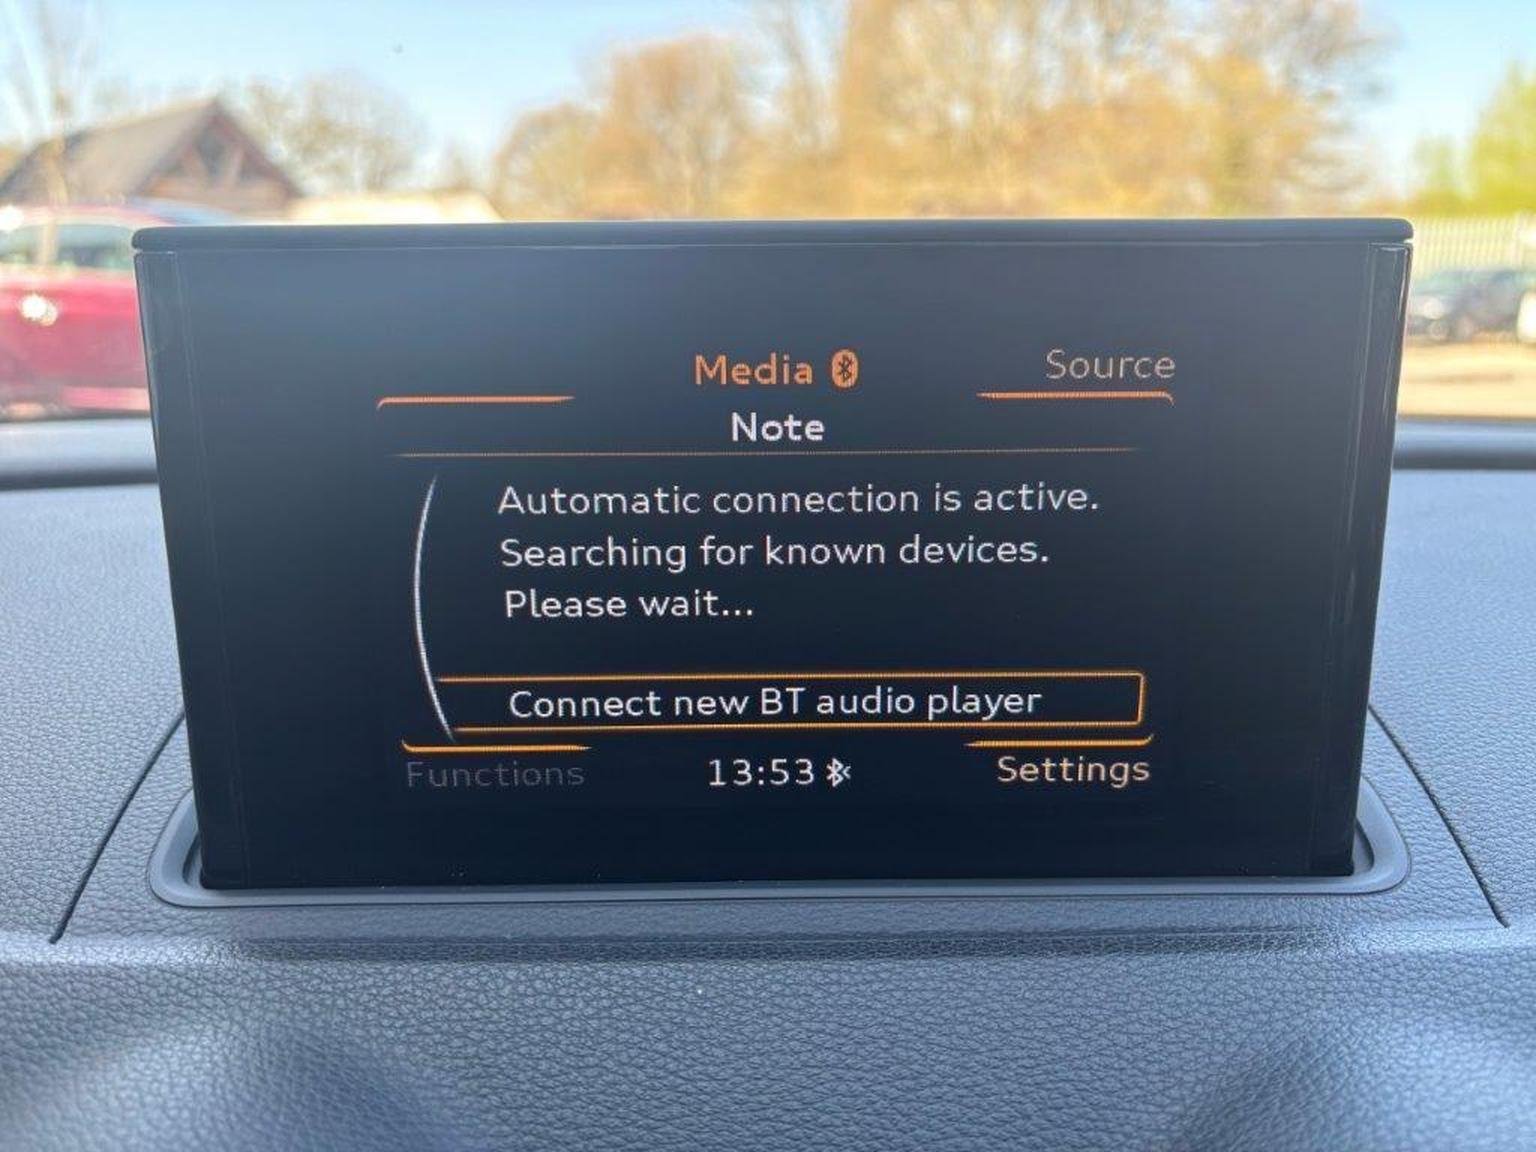 Media
Source
Note
Automatic connection is active.
Searching for known devices.
Please wait...
Connect new BT audio player
Functions
13:53
Settings